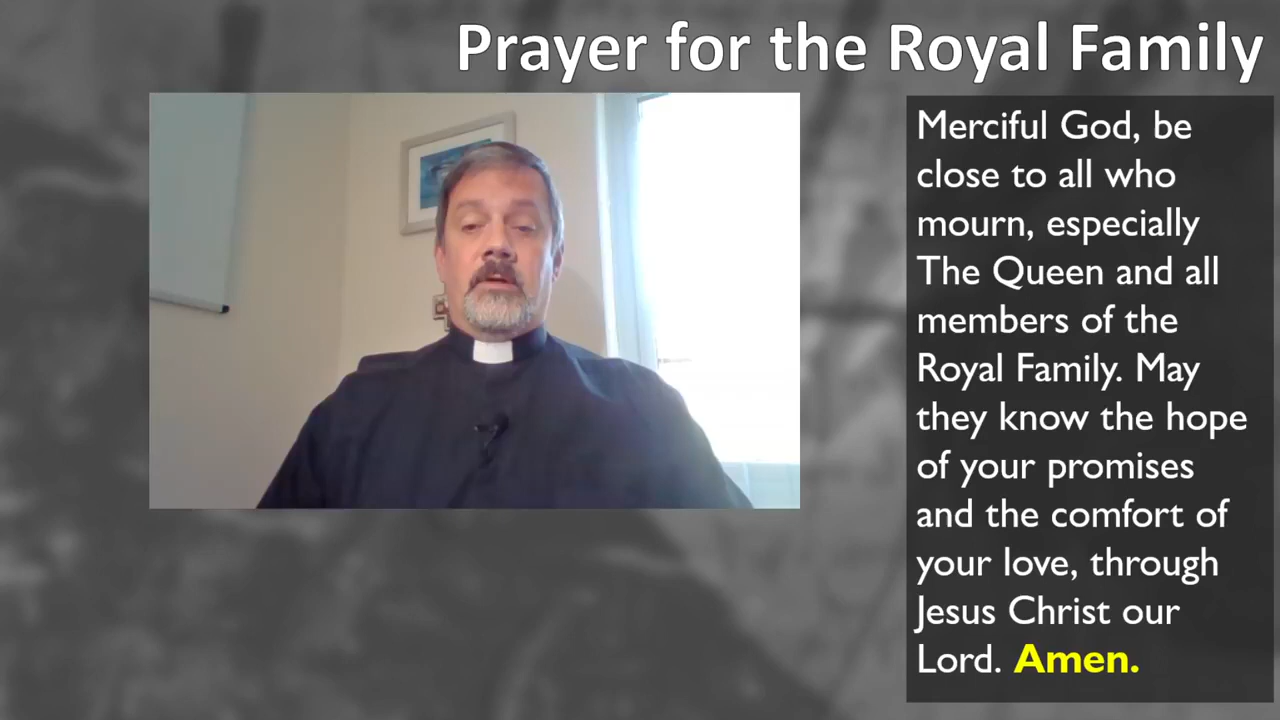 Prayer for the Royal Family
Merciful God, be
close to all who
mourn, especially
The Queen and all
members of the
Royal Family. May
they know the hope
of your promises
and the comfort of
your love, through
Jesus Christ our
Lord. Amen.